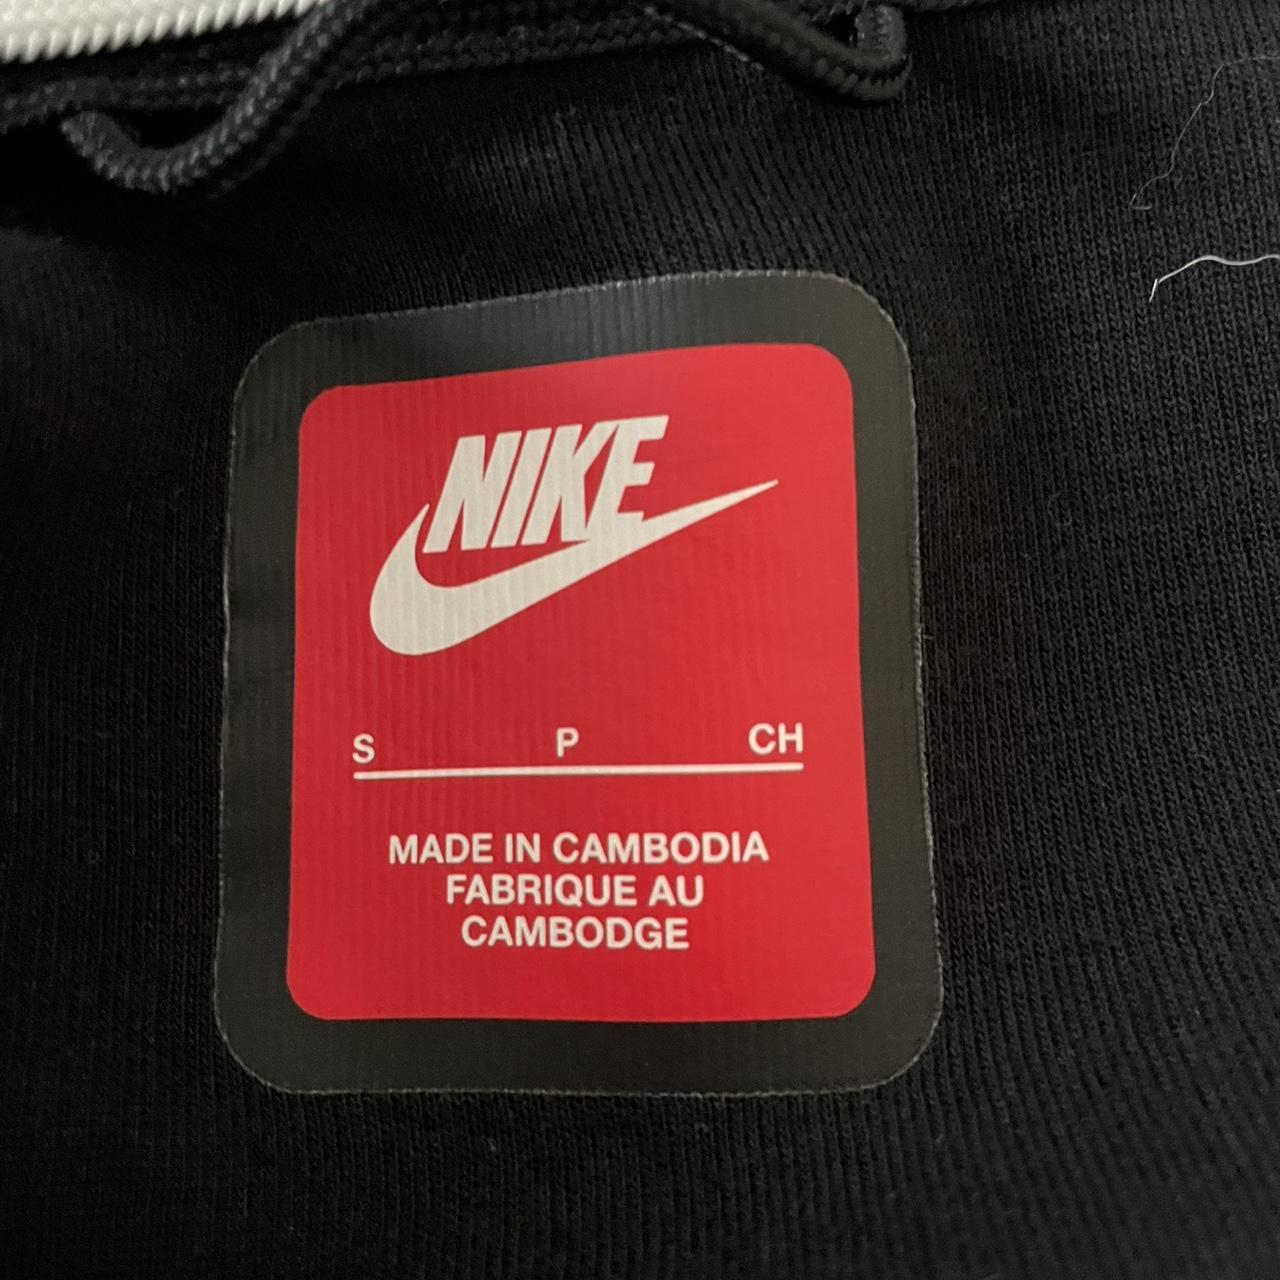 NIKE
S P CH
MADE IN CAMBODIA
FABRIQUE AU
CAMBODGE